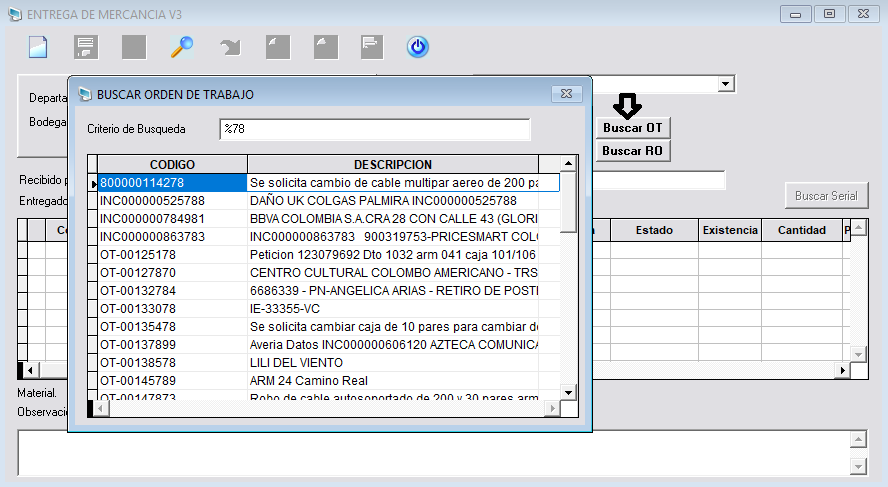 ENTREGA DE MERCANCIA V3
BUSCAR ORDEN DE TRABAJO
Departa
Criterio de Busqueda %78
Bodega
Buscar OT
Buscar RO
CODIGO DESCRIPCION
Recibido p
800000114278 Se solicita cambio de cable multipar aereo de 200 pa
Buscar Serial
Entregado
INC000000525788 DAÑO UK COLGAS PALMIRA INC000000525788
INC000000784981 BBVA COLOMBIA S.A.CRA 28 CON CALLE 43 (GLORI
Estado Existencia Cantidad P
INC000000863783 INC000000863783 900319753-PRICESMART COL
OT-00125178 Peticion 123079692 Dto 1032 arm 041 caja 101/106
OT-00127870 CENTRO CULTURAL COLOMBO AMERICANO - TRS
OT-00132784 6686339 - PN-ANGELICA ARIAS - RETIRO DE POSTE
OT-00133078 IE-33355-VC
OT-00135478 Se solicita cambiar caja de 10 pares para cambiar de
OT-00137899 Averia Datos INC000000606120 AZTECA COMUNICA
OT-00138578 LILI DEL VIENTO
OT-00145789 ARM 24 Camino Real
OT-00147873 Robo de cable autosoportado de 200 y 30 pares arm
Material.
Observaci